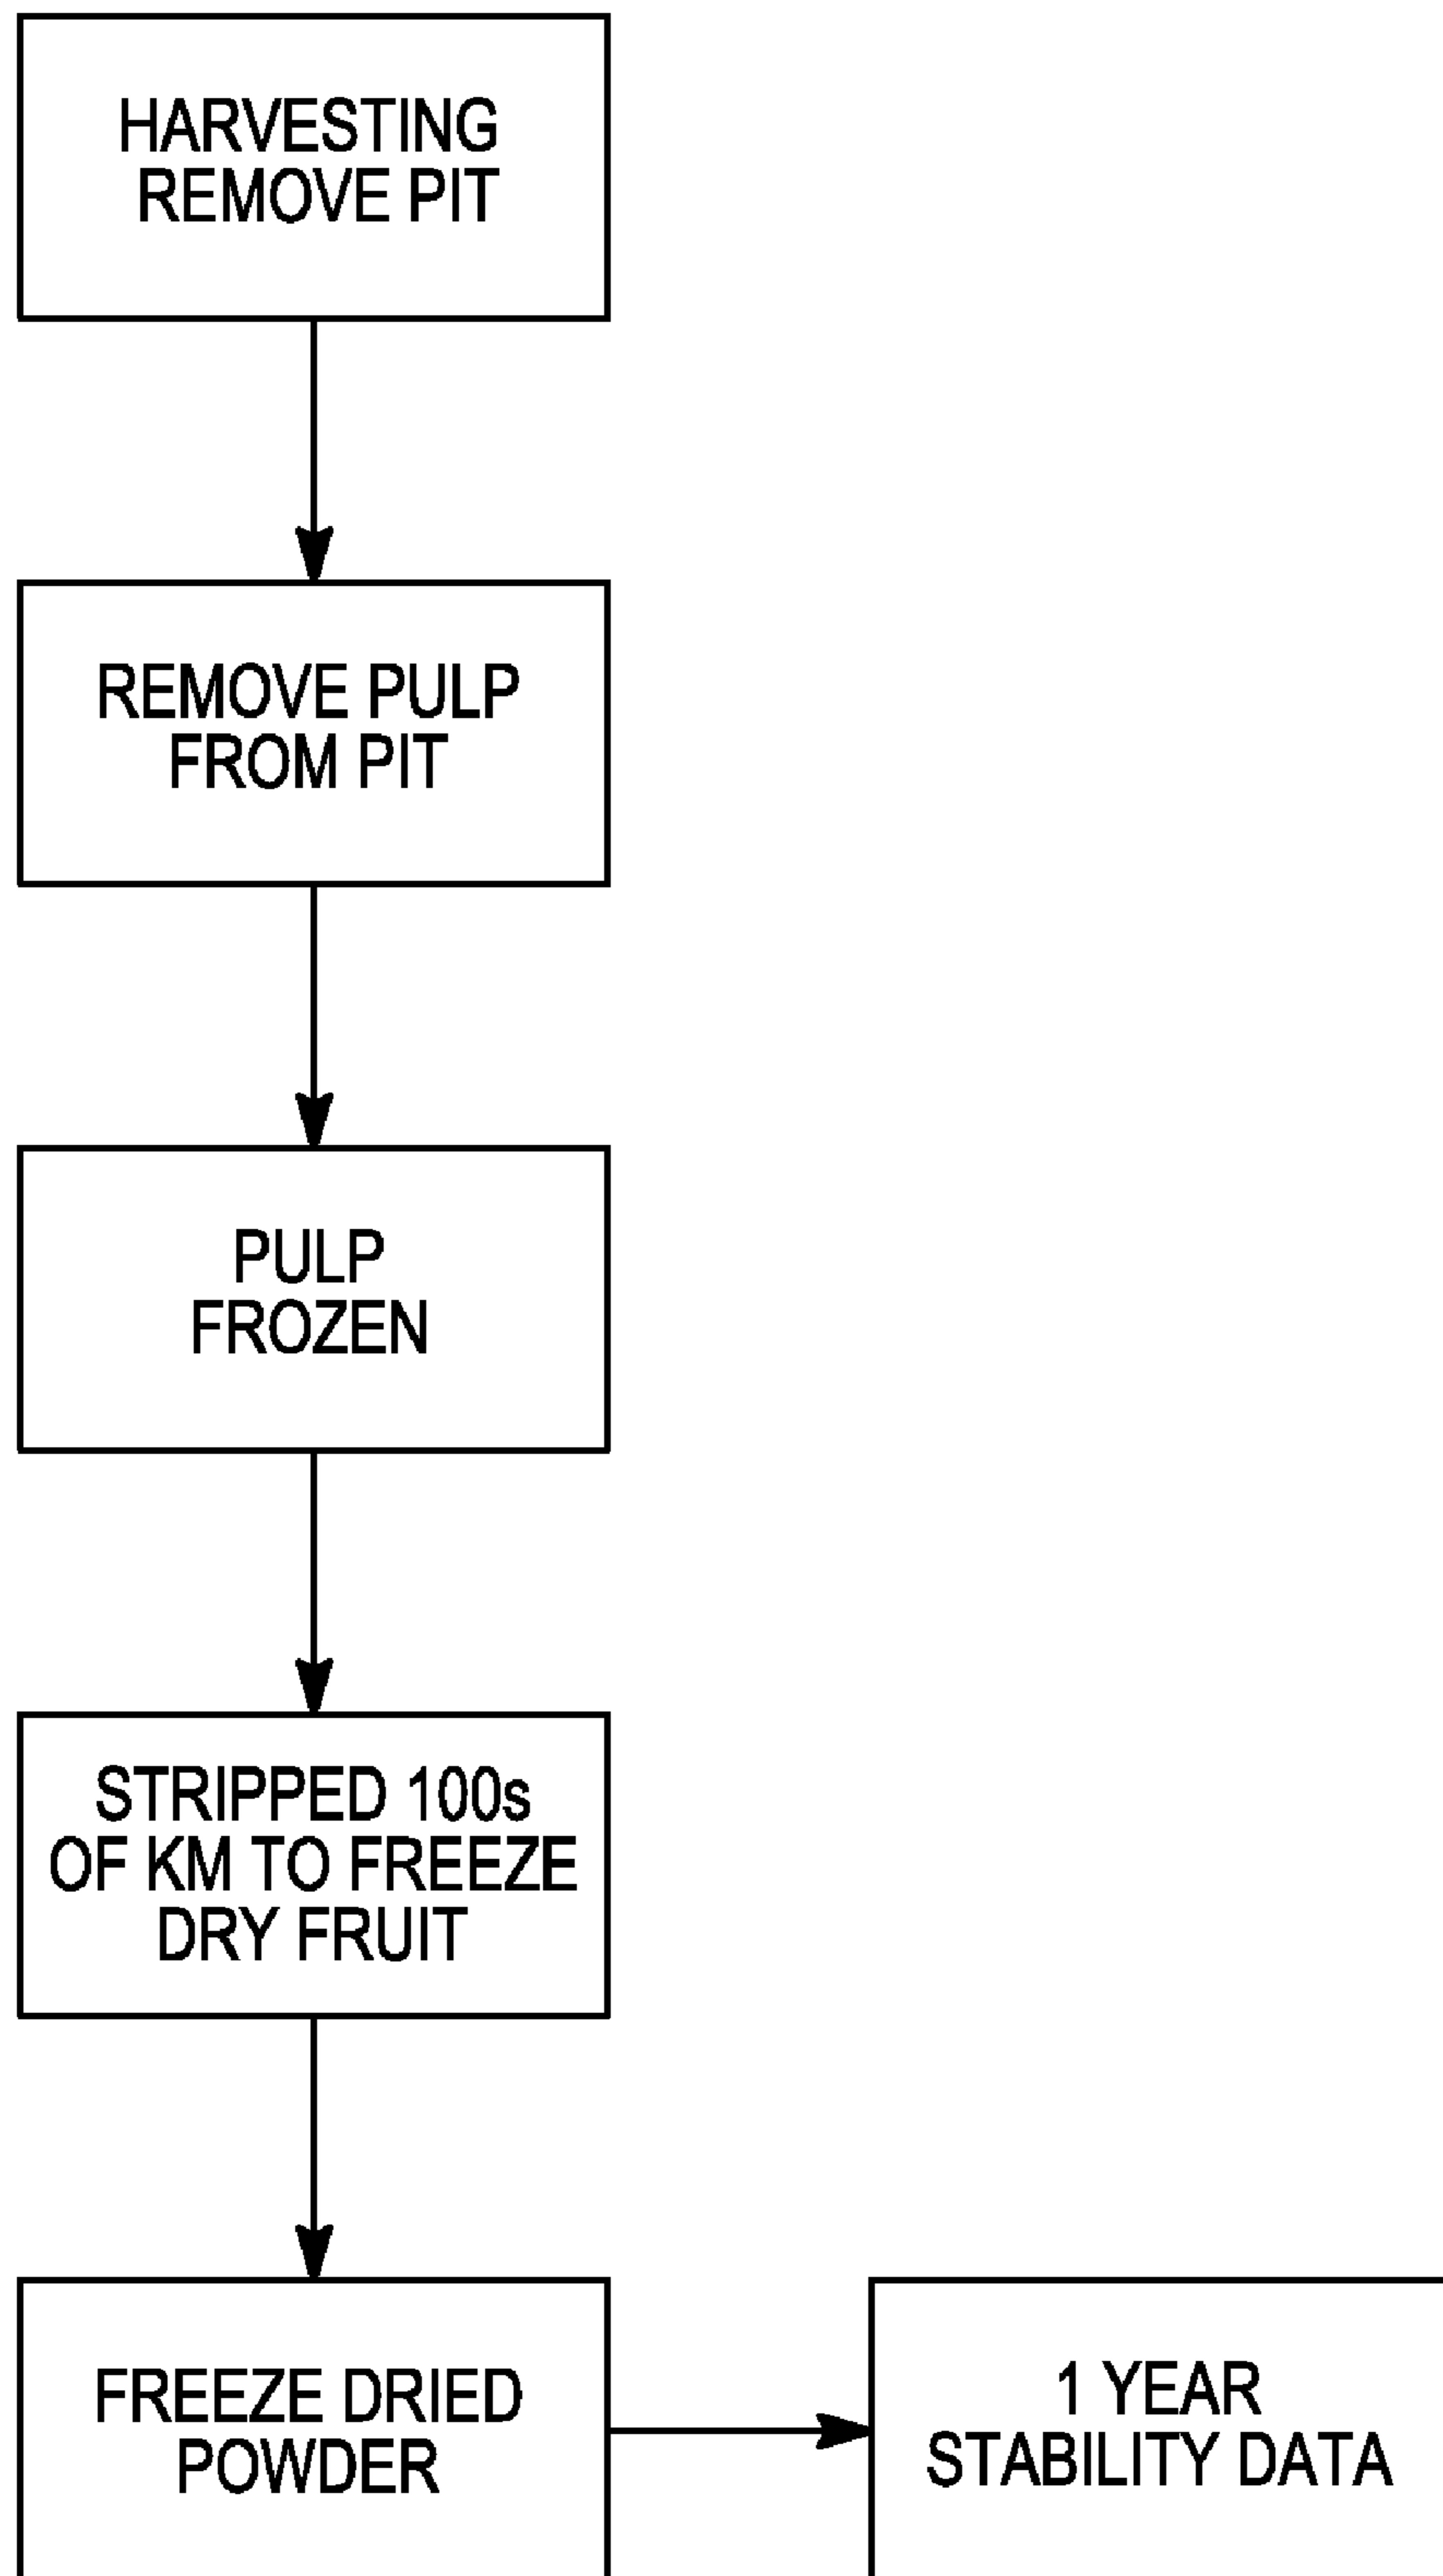 HARVESTING
REMOVE PIT
REMOVE PULP
FROM PIT
PULP
FROZEN
STRIPPED 100s
OF KM TO FREEZE
DRY FRUIT
FREEZE DRIED
POWDER
1 YEAR
STABILITY DATA